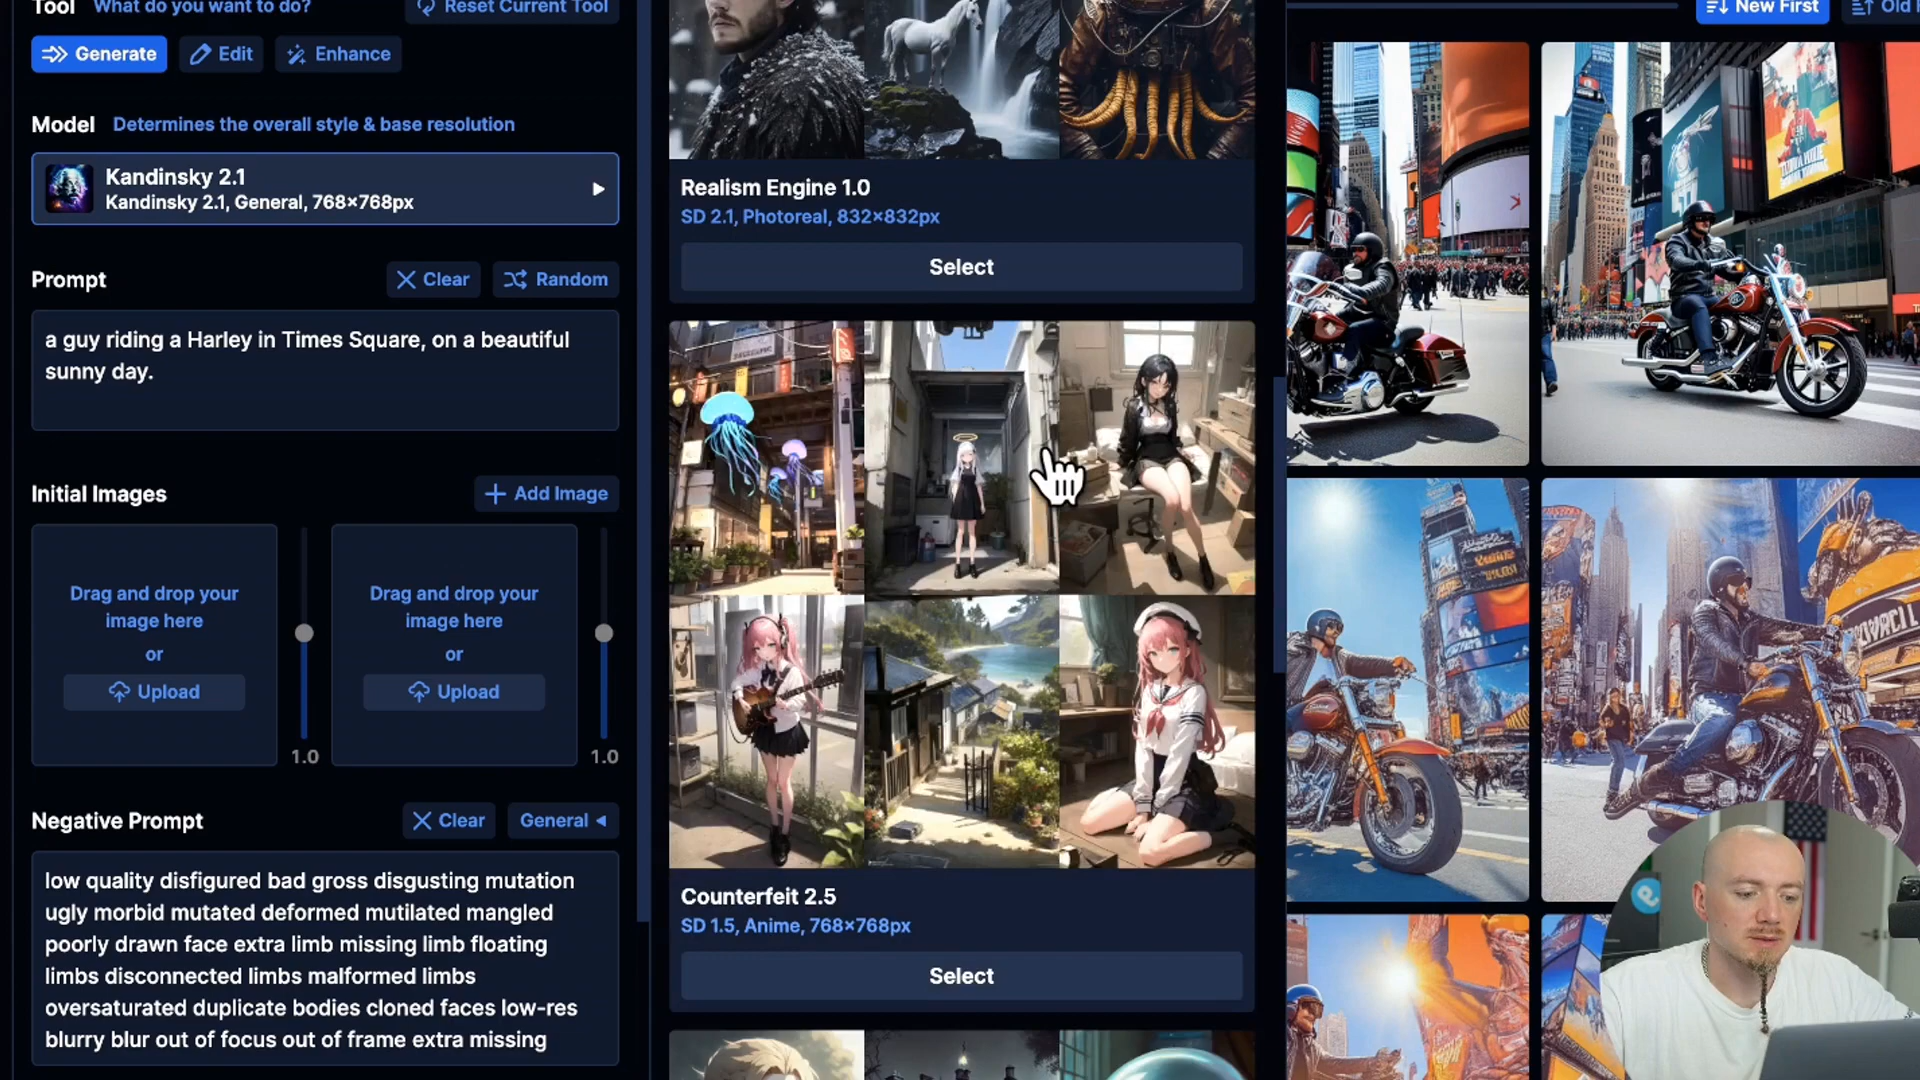 Tool What do you want to do?
Reset Current Tool
Generate
Edit
Enhance
Model Determines the overall style & base resolution
Kandinsky 2.1
Kandinsky 2.1, General, 768×768px
Prompt
Clear
Random
a guy riding a Harley in Times Square, on a beautiful
sunny day.
Initial Images
Add Image
Drag and drop your
image here
or
Upload
1.0
Drag and drop your
image here
or
Upload
1.0
Negative Prompt
Clear
General
low quality disfigured bad gross disgusting mutation
ugly morbid mutated deformed mutilated mangled
poorly drawn face extra limb missing limb floating
limbs disconnected limbs malformed limbs
oversaturated duplicate bodies cloned faces low-res
blurry blur out of focus out of frame extra missing
Realism Engine 1.0
SD 2.1, Photoreal, 832×832px
Select
Counterfeit 2.5
SD 1.5, Anime, 768×768px
Select
New First
Old